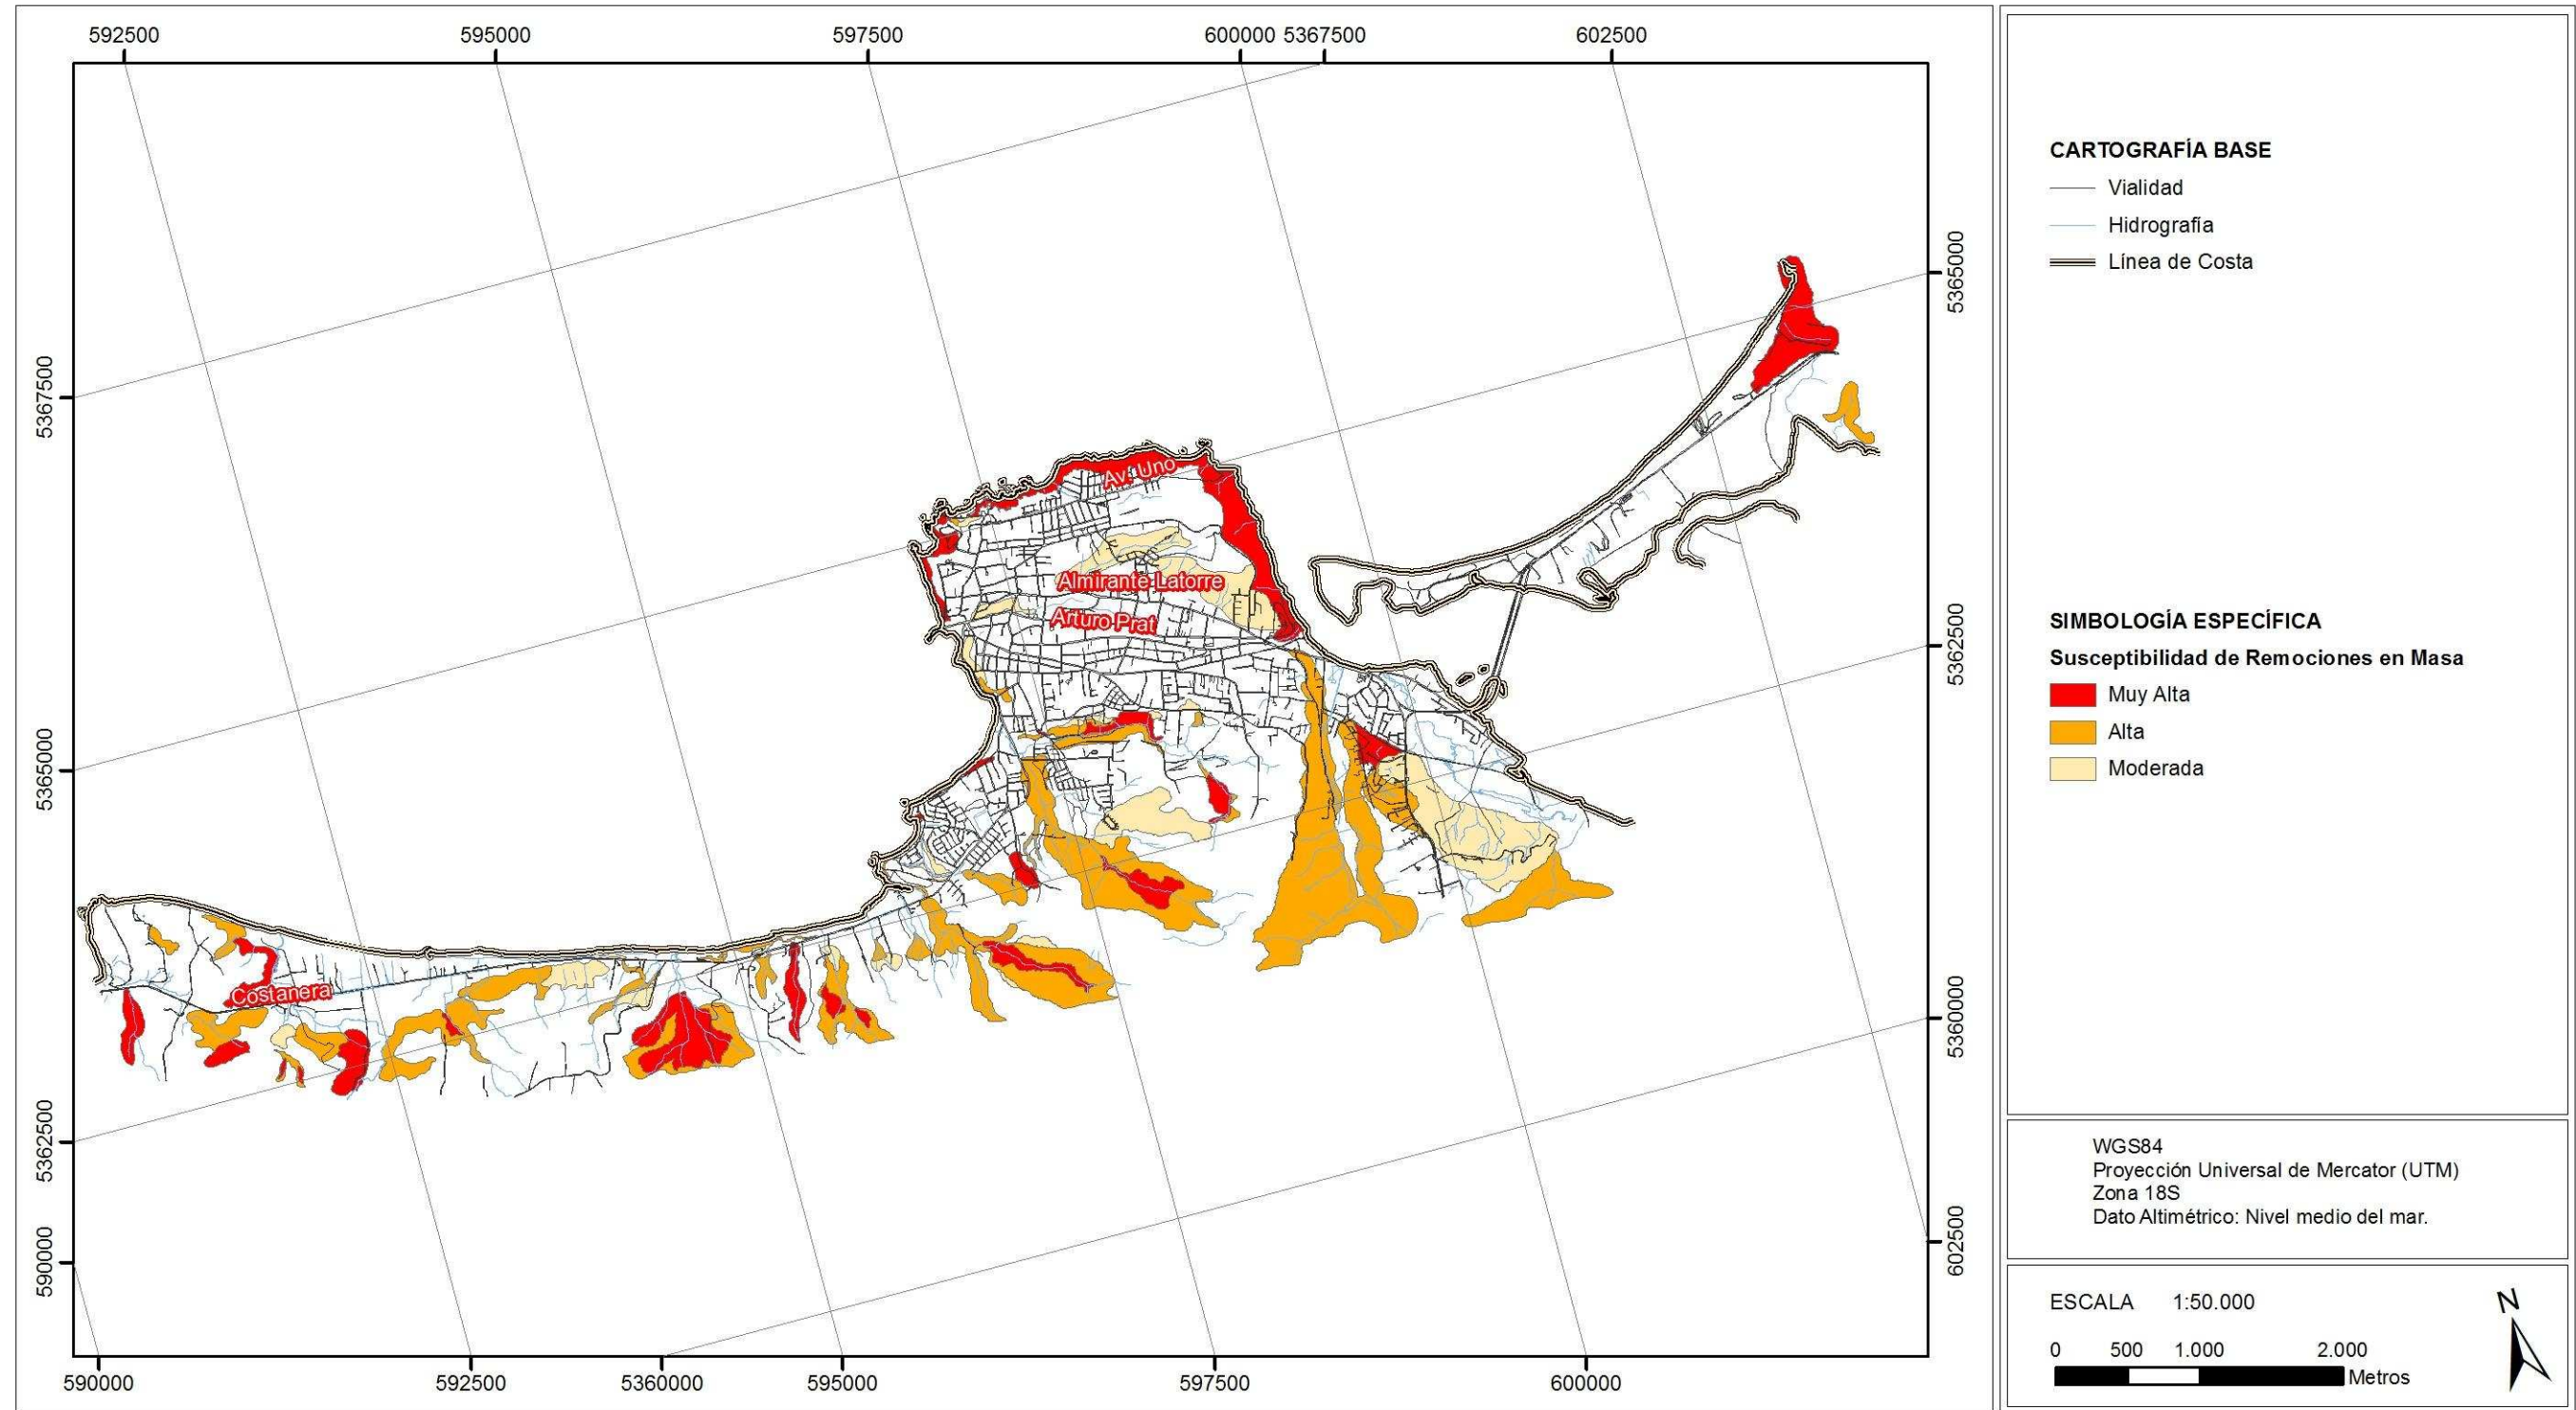 592500
595000
597500
600000 5367500
602500
5367500
5365000
5362500
590000
5365000
5362500
5360000
602500
590000
592500
5360000
595000
597500
600000
Av. Uno
Almirante Latorre
Arturo Prat
Costanera
CARTOGRAFÍA BASE
Vialidad
Hidrografía
Línea de Costa
SIMBOLOGÍA ESPECÍFICA
Susceptibilidad de Remociones en Masa
Muy Alta
Alta
Moderada
WGS84
Proyección Universal de Mercator (UTM)
Zona 18S
Dato Altimétrico: Nivel medio del mar.
ESCALA 1:50.000
N
0 500 1.000 2.000
Metros